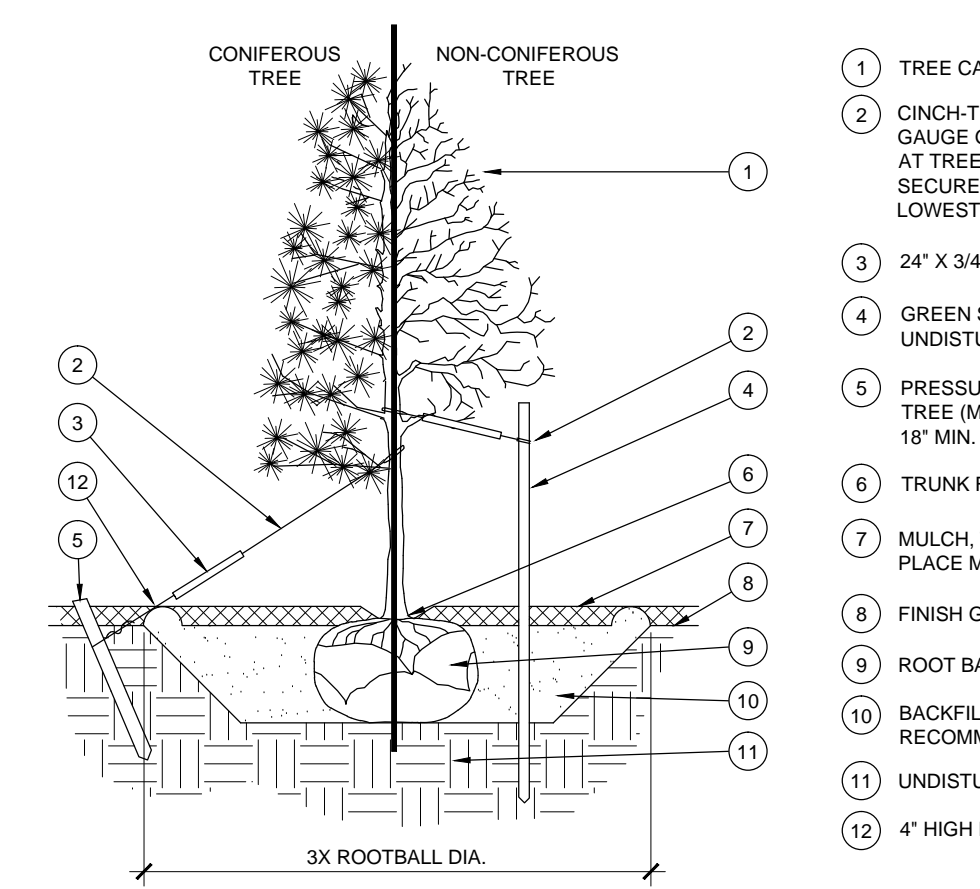 CONIFEROUS
TREE
NON-CONIFEROUS
TREE
1
2
4
6
7
8
9
10
11
2
3
12
5
3X ROOTBALL DIA.
1 TREE CA
2 CINCH-T
GAUGE
AT TREE
SECURE
LOWEST
3 24" X 3/4
4 GREEN
UNDISTU
5 PRESSU
TREE (M
18" MIN.
6 TRUNK
7 MULCH,
PLACE M
8 FINISH G
9 ROOT BA
10 BACKFIL
RECOMM
11 UNDISTU
12 4" HIGH